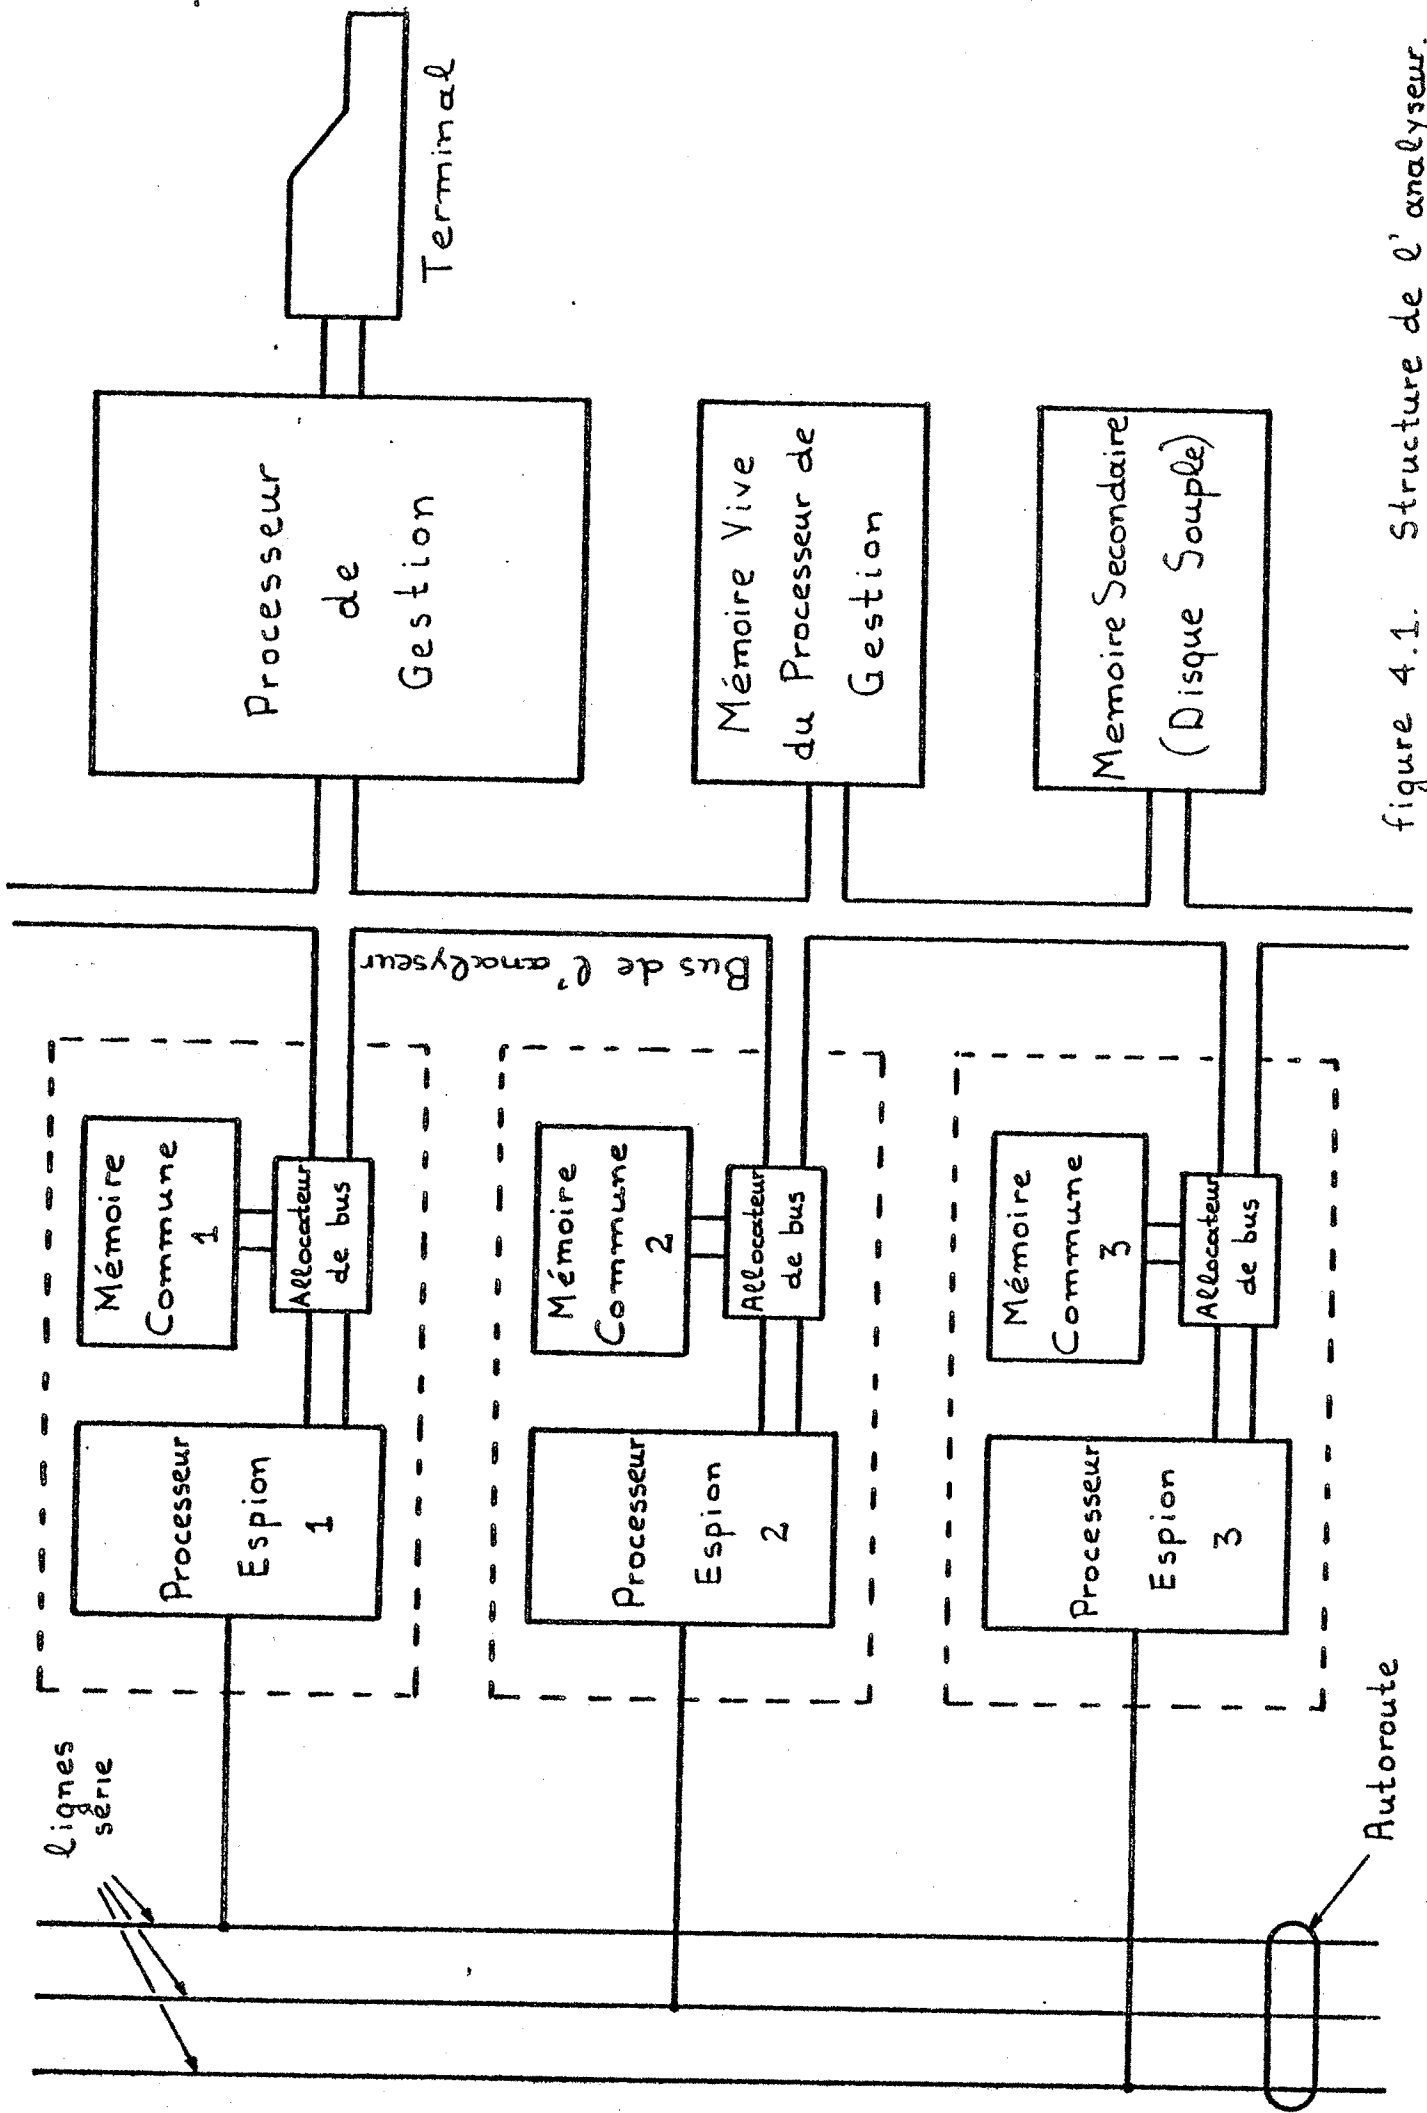 lignes
série
Processeur
Espion
1
Mémoire
Commune
1
Allocateur
de bus
Processeur
Espion
2
Mémoire
Commune
2
Allocateur
de bus
Processeur
Espion
3
Mémoire
Commune
3
Allocateur
de bus
Autoroute
Bus de l'analyseur
Processeur
de
Gestion
Terminal
Mémoire Vive
du Processeur de
Gestion
Memoire Secondaire
(Disque Souple)
figure 4.1. Structure de l'analyseur.